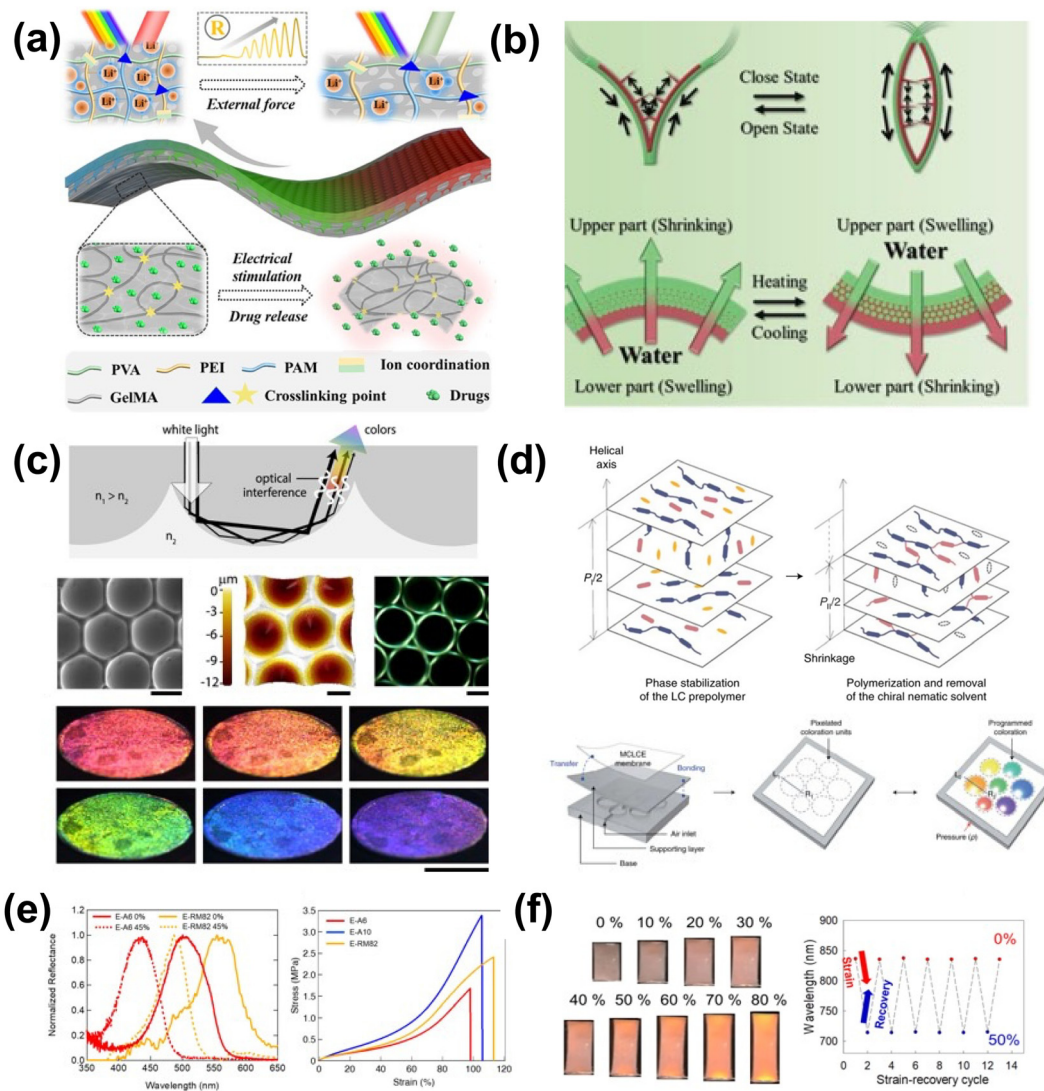 (a)
R
Li+ Li+ Li+ Li+ Li+
External force
Li+ Li+ Li+ Li+
Electrical
stimulation
Drug release
PVA PEI PAM Ion coordination
GelMA Crosslinking point Drugs
(b)
Close State
Open State
Upper part (Shrinking) Upper part (Swelling)
Water
Heating
Cooling
Water
Lower part (Swelling) Lower part (Shrinking)
(c)
white light colors
optical
interference
n1 > n2
n2
μm
0
-3
-6
-9
-12
(d)
Helical
axis
PI/2
PII/2
Shrinkage
Phase stabilization
of the LC prepolymer
Polymerization and removal
of the chiral nematic solvent
MCLCE
membrane
Transfer
Bonding
Air inlet
Supporting layer
Base
Pixelated
coloration units
Programmed
coloration
Pressure (p)
(e)
E-A6 0% E-RM82 0%
E-A6 45% E-RM82 45%
Normalized Reflectance
1.2
1.0
0.8
0.6
0.4
0.2
0.0
350 400 450 500 550 600 650
Wavelength (nm)
E-A6
E-A10
E-RM82
Stress (MPa)
3.5
3.0
2.5
2.0
1.5
1.0
0.5
0.0
0 20 40 60 80 100 120
Strain (%)
(f)
0 % 10 % 20 % 30 %
40 % 50 % 60 % 70 % 80 %
Wavelength (nm)
900
850
800
750
700
0%
Strain
Recovery
50%
0 2 4 6 8 10 12 14
Strain-recovery cycle